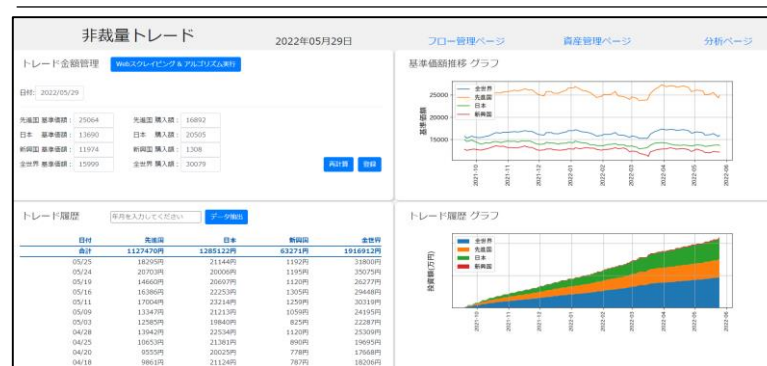 非裁量トレード
2022年05月29日
フロー管理ページ
資産管理ページ
分析ページ
トレード金額管理
Webスクレイピング & アルゴリズム実行
日付: 2022/05/29
先進国 基準価額: 25064 先進国 購入額: 16892
日本 基準価額: 13690 日本 購入額: 20505
新興国 基準価額: 11974 新興国 購入額: 1308
全世界 基準価額: 15999 全世界 購入額: 30079
再計算 登録
基準価額推移 グラフ
全世界
先進国
日本
新興国
基準価額
25000
20000
15000
2021-10 2021-11 2021-12 2022-01 2022-02 2022-03 2022-04 2022-05 2022-06
トレード履歴
年月を入力してください
データ抽出
日付 先進国 日本 新興国 全世界
合計 1127470円 1285122円 63271円 1916912円
05/25 18295円 21144円 1192円 31800円
05/24 20703円 20006円 1195円 35075円
05/19 14660円 20697円 1120円 26277円
05/16 16386円 22253円 1305円 29448円
05/11 17004円 23214円 1259円 30319円
05/09 13347円 21213円 1059円 24195円
05/03 12585円 19840円 825円 22287円
04/28 13942円 22534円 1120円 25309円
04/25 10653円 21381円 890円 19695円
04/20 9555円 20025円 778円 17668円
04/18 9861円 21124円 787円 18206円
トレード履歴 グラフ
全世界
先進国
日本
新興国
投資額(万円)
2021-10 2021-11 2021-12 2022-01 2022-02 2022-03 2022-04 2022-05 2022-06